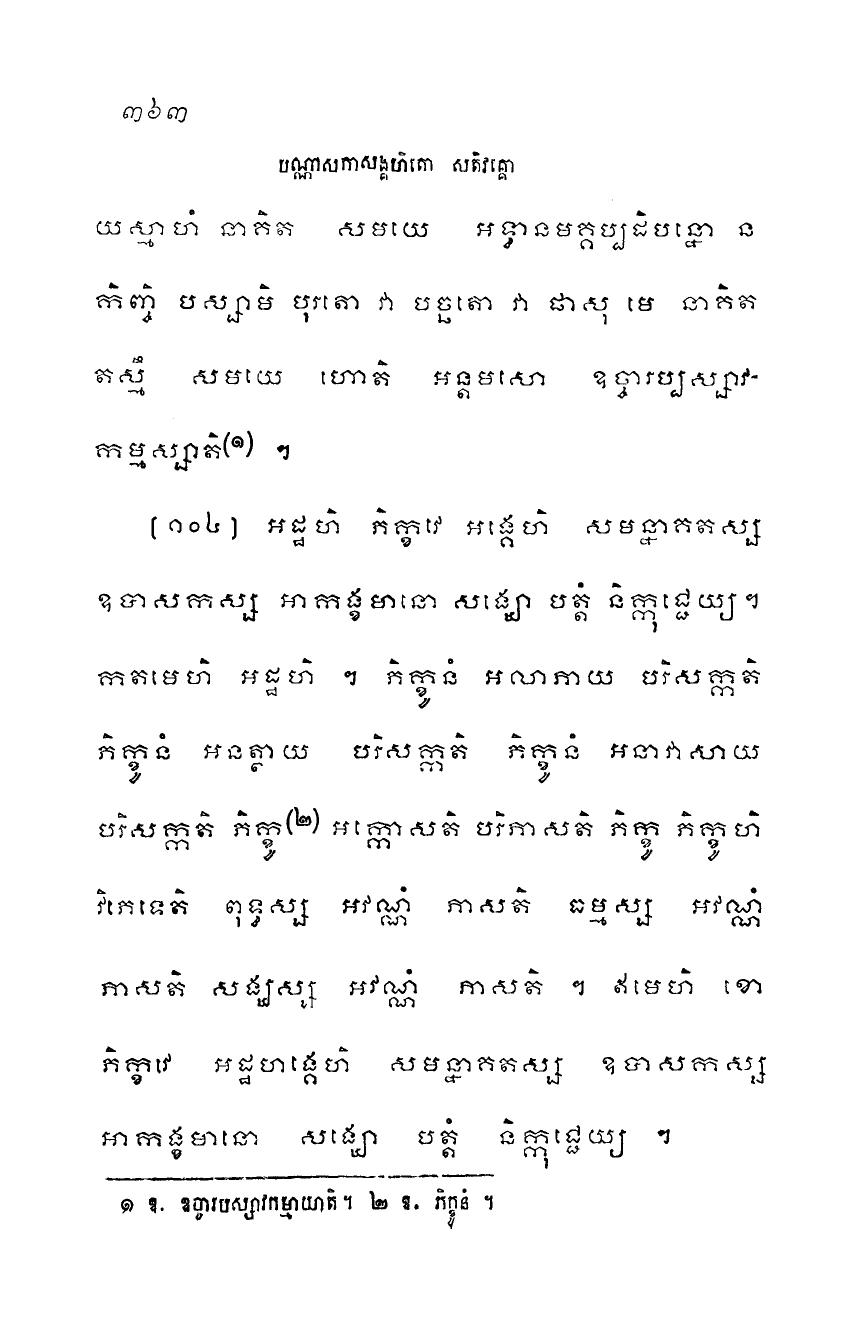 ៣៦៣
បណ្ណាសកាសង្គហិតោ សតិវគ្គោ
យស្មាហំ នាគិត សមយេ អទ្ធានមគ្គប្បដិបន្នោ ន
កិញ្ចិ បស្សាមិ បុរតោ វា បច្ឆតោ វា ផាសុ មេ នាគិត
តស្មឹ សមយេ ហោតិ អន្តមសោ ឧច្ចារប្បស្សាវ-
កម្មស្សាតិ(១) ។
[១០៤] អដ្ឋហិ ភិក្ខវេ អង្គេហិ សមន្នាគតស្ស
ឧបាសកស្ស អាកង្ខមានោ សង្ឃោ បត្តំ និក្កុជ្ជេយ្យ។
កតមេហិ អដ្ឋហិ ។ ភិក្ខូនំ អលាភាយ បរិសក្កតិ
ភិក្ខូនំ អនត្ថាយ បរិសក្កតិ ភិក្ខូនំ អនាវាសាយ
បរិសក្កតិ ភិក្ខូ(២) អក្កោសតិ បរិភាសតិ ភិក្ខូ ភិក្ខូហិ
វិភេទេតិ ពុទ្ធស្ស អវណ្ណំ ភាសតិ ធម្មស្ស អវណ្ណំ
ភាសតិ សង្ឃស្ស អវណ្ណំ ភាសតិ ។ ឥមេហិ ខោ
ភិក្ខវេ អដ្ឋហង្គេហិ សមន្នាគតស្ស ឧបាសកស្ស
អាកង្ខមានោ សង្ឃោ បត្តំ និក្កុជ្ជេយ្យ ។
១ ឱ. ឧច្ចារបស្សាវកម្មាយាតិ។ ២ ឱ. ភិក្ខូនំ ។